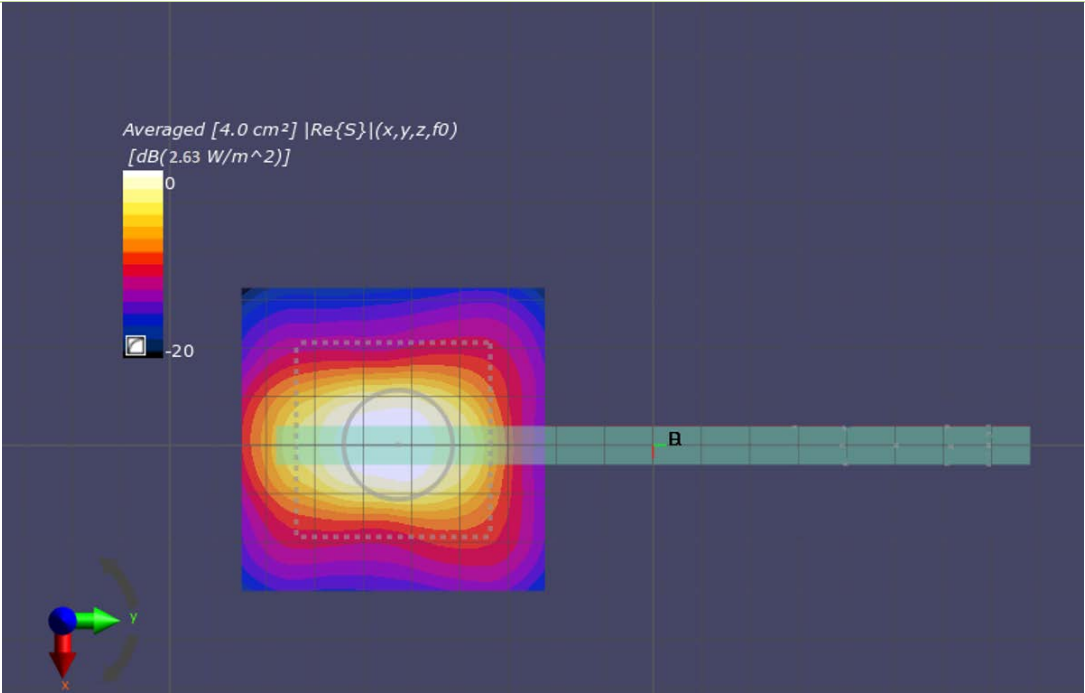 Averaged [4.0 cm²] |Re{S}|(x,y,z,f0)
[dB(2.63 W/m^2)]
0
-20
y
x